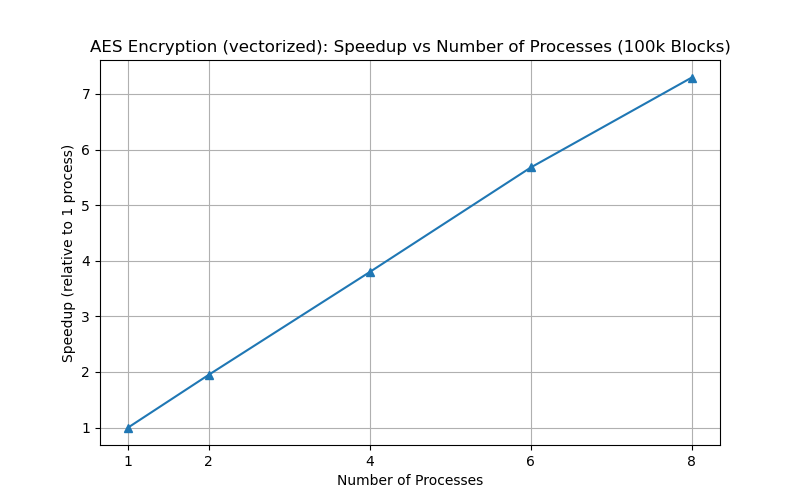 AES Encryption (vectorized): Speedup vs Number of Processes (100k Blocks)
Speedup (relative to 1 process)
7
6
5
4
3
2
1
1 2 4 6 8
Number of Processes